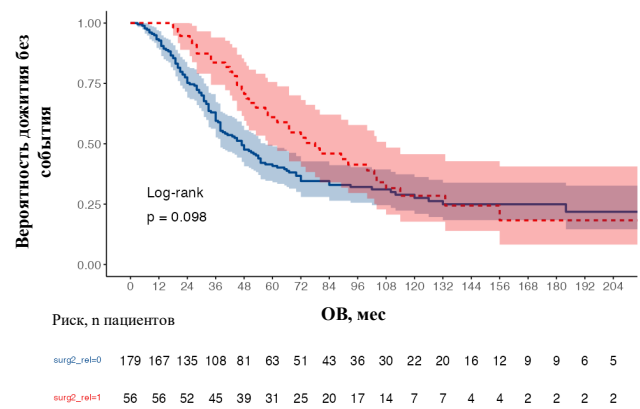 Вероятность дожития без
события
1.00
0.75
0.50
0.25
0.00
Log-rank
p = 0.098
0 12 24 36 48 60 72 84 96 108 120 132 144 156 168 180 192 204
ОВ, мес
Риск, n пациентов
surg2_rel=0 179 167 135 108 81 63 51 43 36 30 22 20 16 12 9 9 6 5
surg2_rel=1 56 56 52 45 39 31 25 20 17 14 7 7 4 4 2 2 2 2